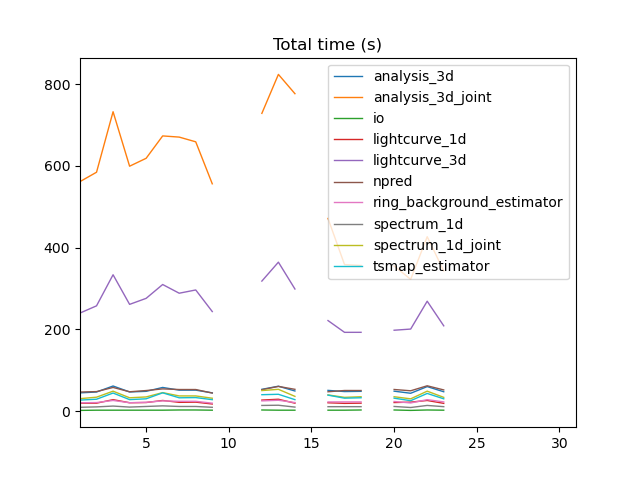 Total time (s)
800
600
400
200
0
5
10
15
20
25
30
analysis_3d
analysis_3d_joint
io
lightcurve_1d
lightcurve_3d
npred
ring_background_estimator
spectrum_1d
spectrum_1d_joint
tsmap_estimator